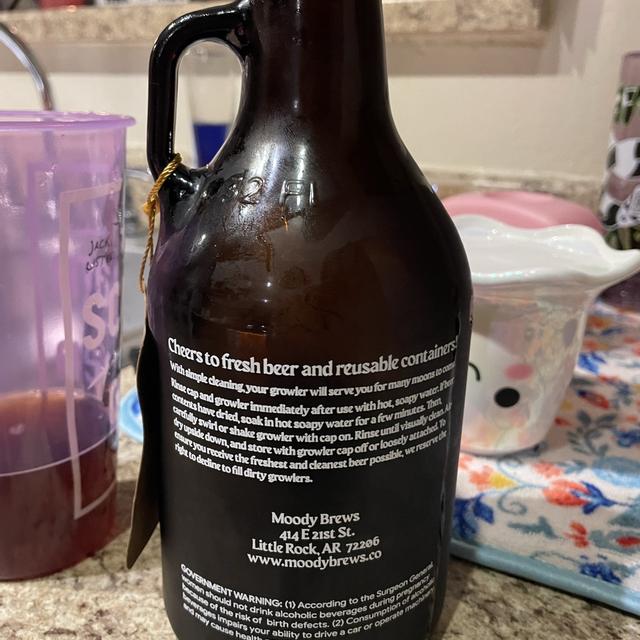 32 Fl
JACK
Cheers to fresh beer and reusable containers!
With simple cleaning, your growler will serve you for many moons to come.
Rinse cap and growler immediately after use with hot, soapy water. If beer
contents have dried, soak in hot soapy water for a few minutes. Then,
carefully swirl or shake growler with cap on. Rinse until visually clean. Air
dry upside down, and store with growler cap off or loosely attached. To
ensure you receive the freshest and cleanest beer possible, we reserve the
right to decline to fill dirty growlers.
Moody Brews
414 E 21st St.
Little Rock, AR 72206
www.moodybrews.co
GOVERNMENT WARNING: (1) According to the Surgeon General,
women should not drink alcoholic beverages during pregnancy
because of the risk of birth defects. (2) Consumption of alcoholic
beverages impairs your ability to drive a car or operate machinery,
and may cause health